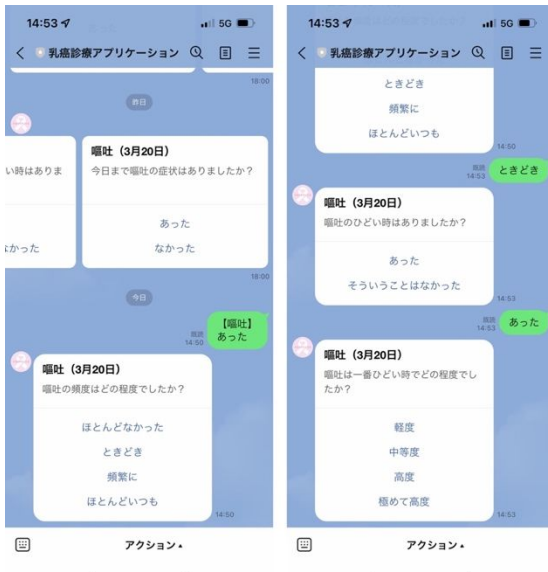 14:53
5G
乳癌診療アプリケーション
18:00
昨日
い時はありま
なかった
嘔吐（3月20日）
今日まで嘔吐の症状はありましたか？
あった
なかった
18:00
今日
【嘔吐】
あった
既読
14:50
嘔吐（3月20日）
嘔吐の頻度はどの程度でしたか？
ほとんどなかった
ときどき
頻繁に
ほとんどいつも
14:50
アクション
14:53
5G
乳癌診療アプリケーション
ときどき
頻繁に
ほとんどいつも
14:50
既読
14:53
ときどき
嘔吐（3月20日）
嘔吐のひどい時はありましたか？
あった
そういうことはなかった
14:53
既読
14:53
あった
嘔吐（3月20日）
嘔吐は一番ひどい時でどの程度でし
たか？
軽度
中等度
高度
極めて高度
14:53
アクション